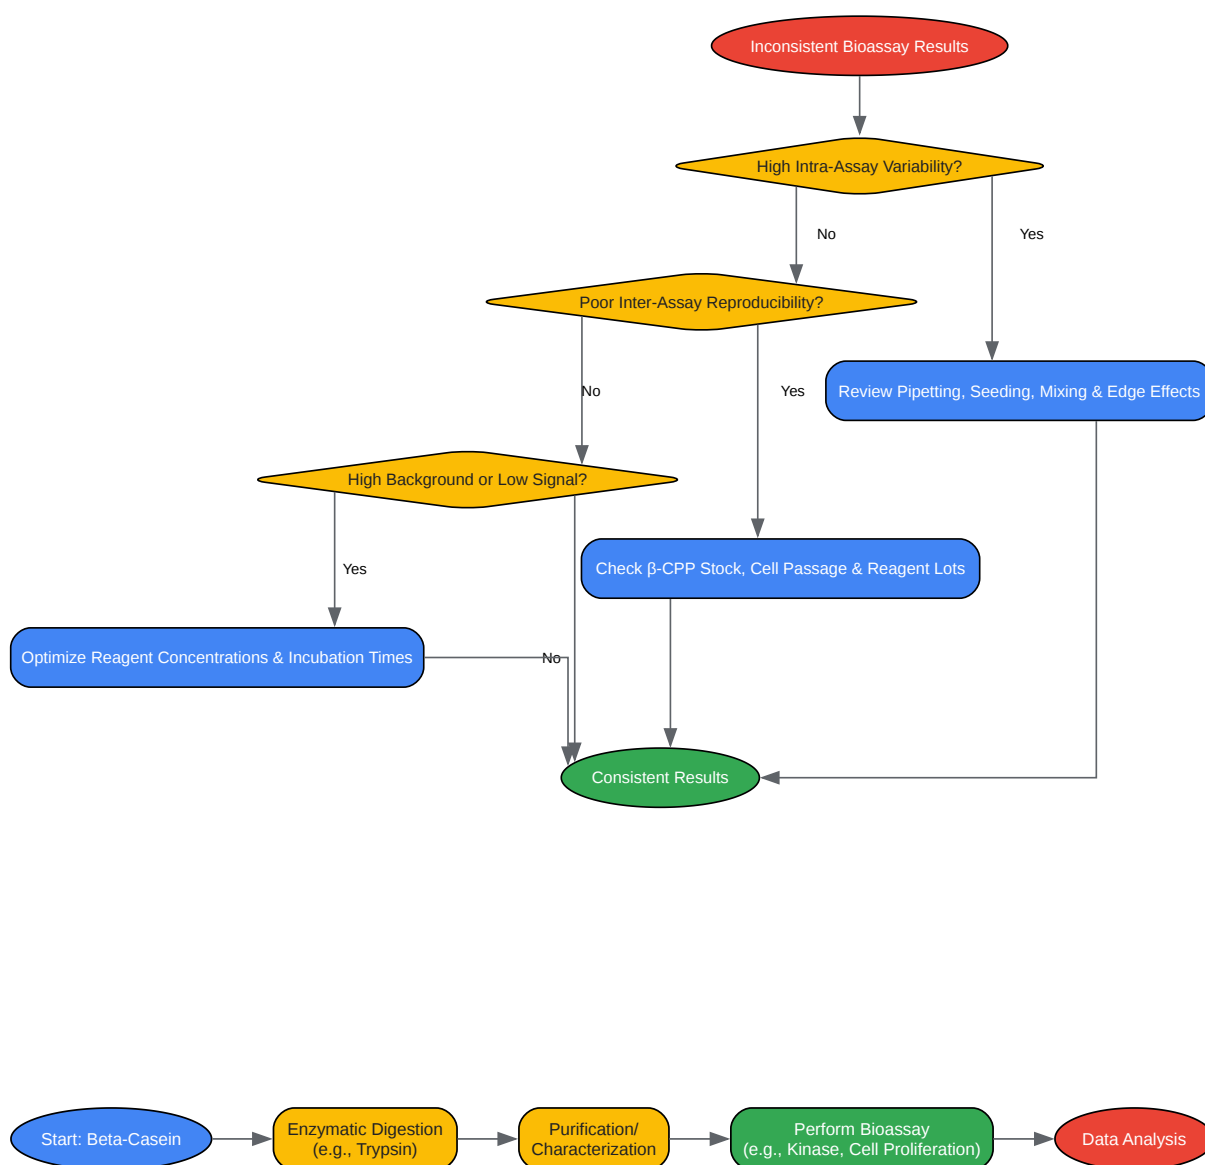 Inconsistent Bioassay Results
High Intra-Assay Variability?
No
Yes
Poor Inter-Assay Reproducibility?
No
Yes
Review Pipetting, Seeding, Mixing & Edge Effects
High Background or Low Signal?
Yes
Check β-CPP Stock, Cell Passage & Reagent Lots
Optimize Reagent Concentrations & Incubation Times
No
Consistent Results
Start: Beta-Casein
Enzymatic Digestion
(e.g., Trypsin)
Purification/
Characterization
Perform Bioassay
(e.g., Kinase, Cell Proliferation)
Data Analysis